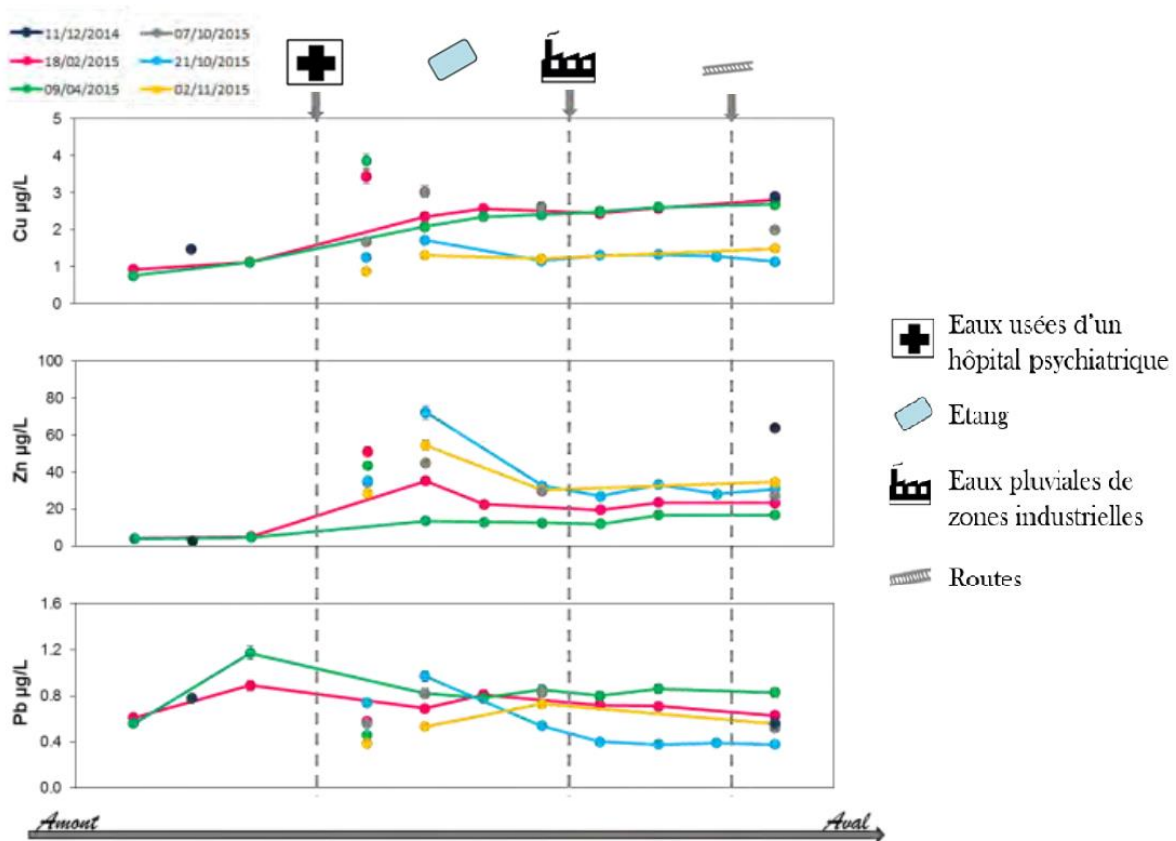 11/12/2014 07/10/2015
18/02/2015 21/10/2015
09/04/2015 02/11/2015
Cu µg/L
5
4
3
2
1
0
Zn µg/L
100
80
60
40
20
0
Pb µg/L
1.6
1.2
0.8
0.4
0.0
Eaux usées d'un
hôpital psychiatrique
Etang
Eaux pluviales de
zones industrielles
Routes
Amont Aval